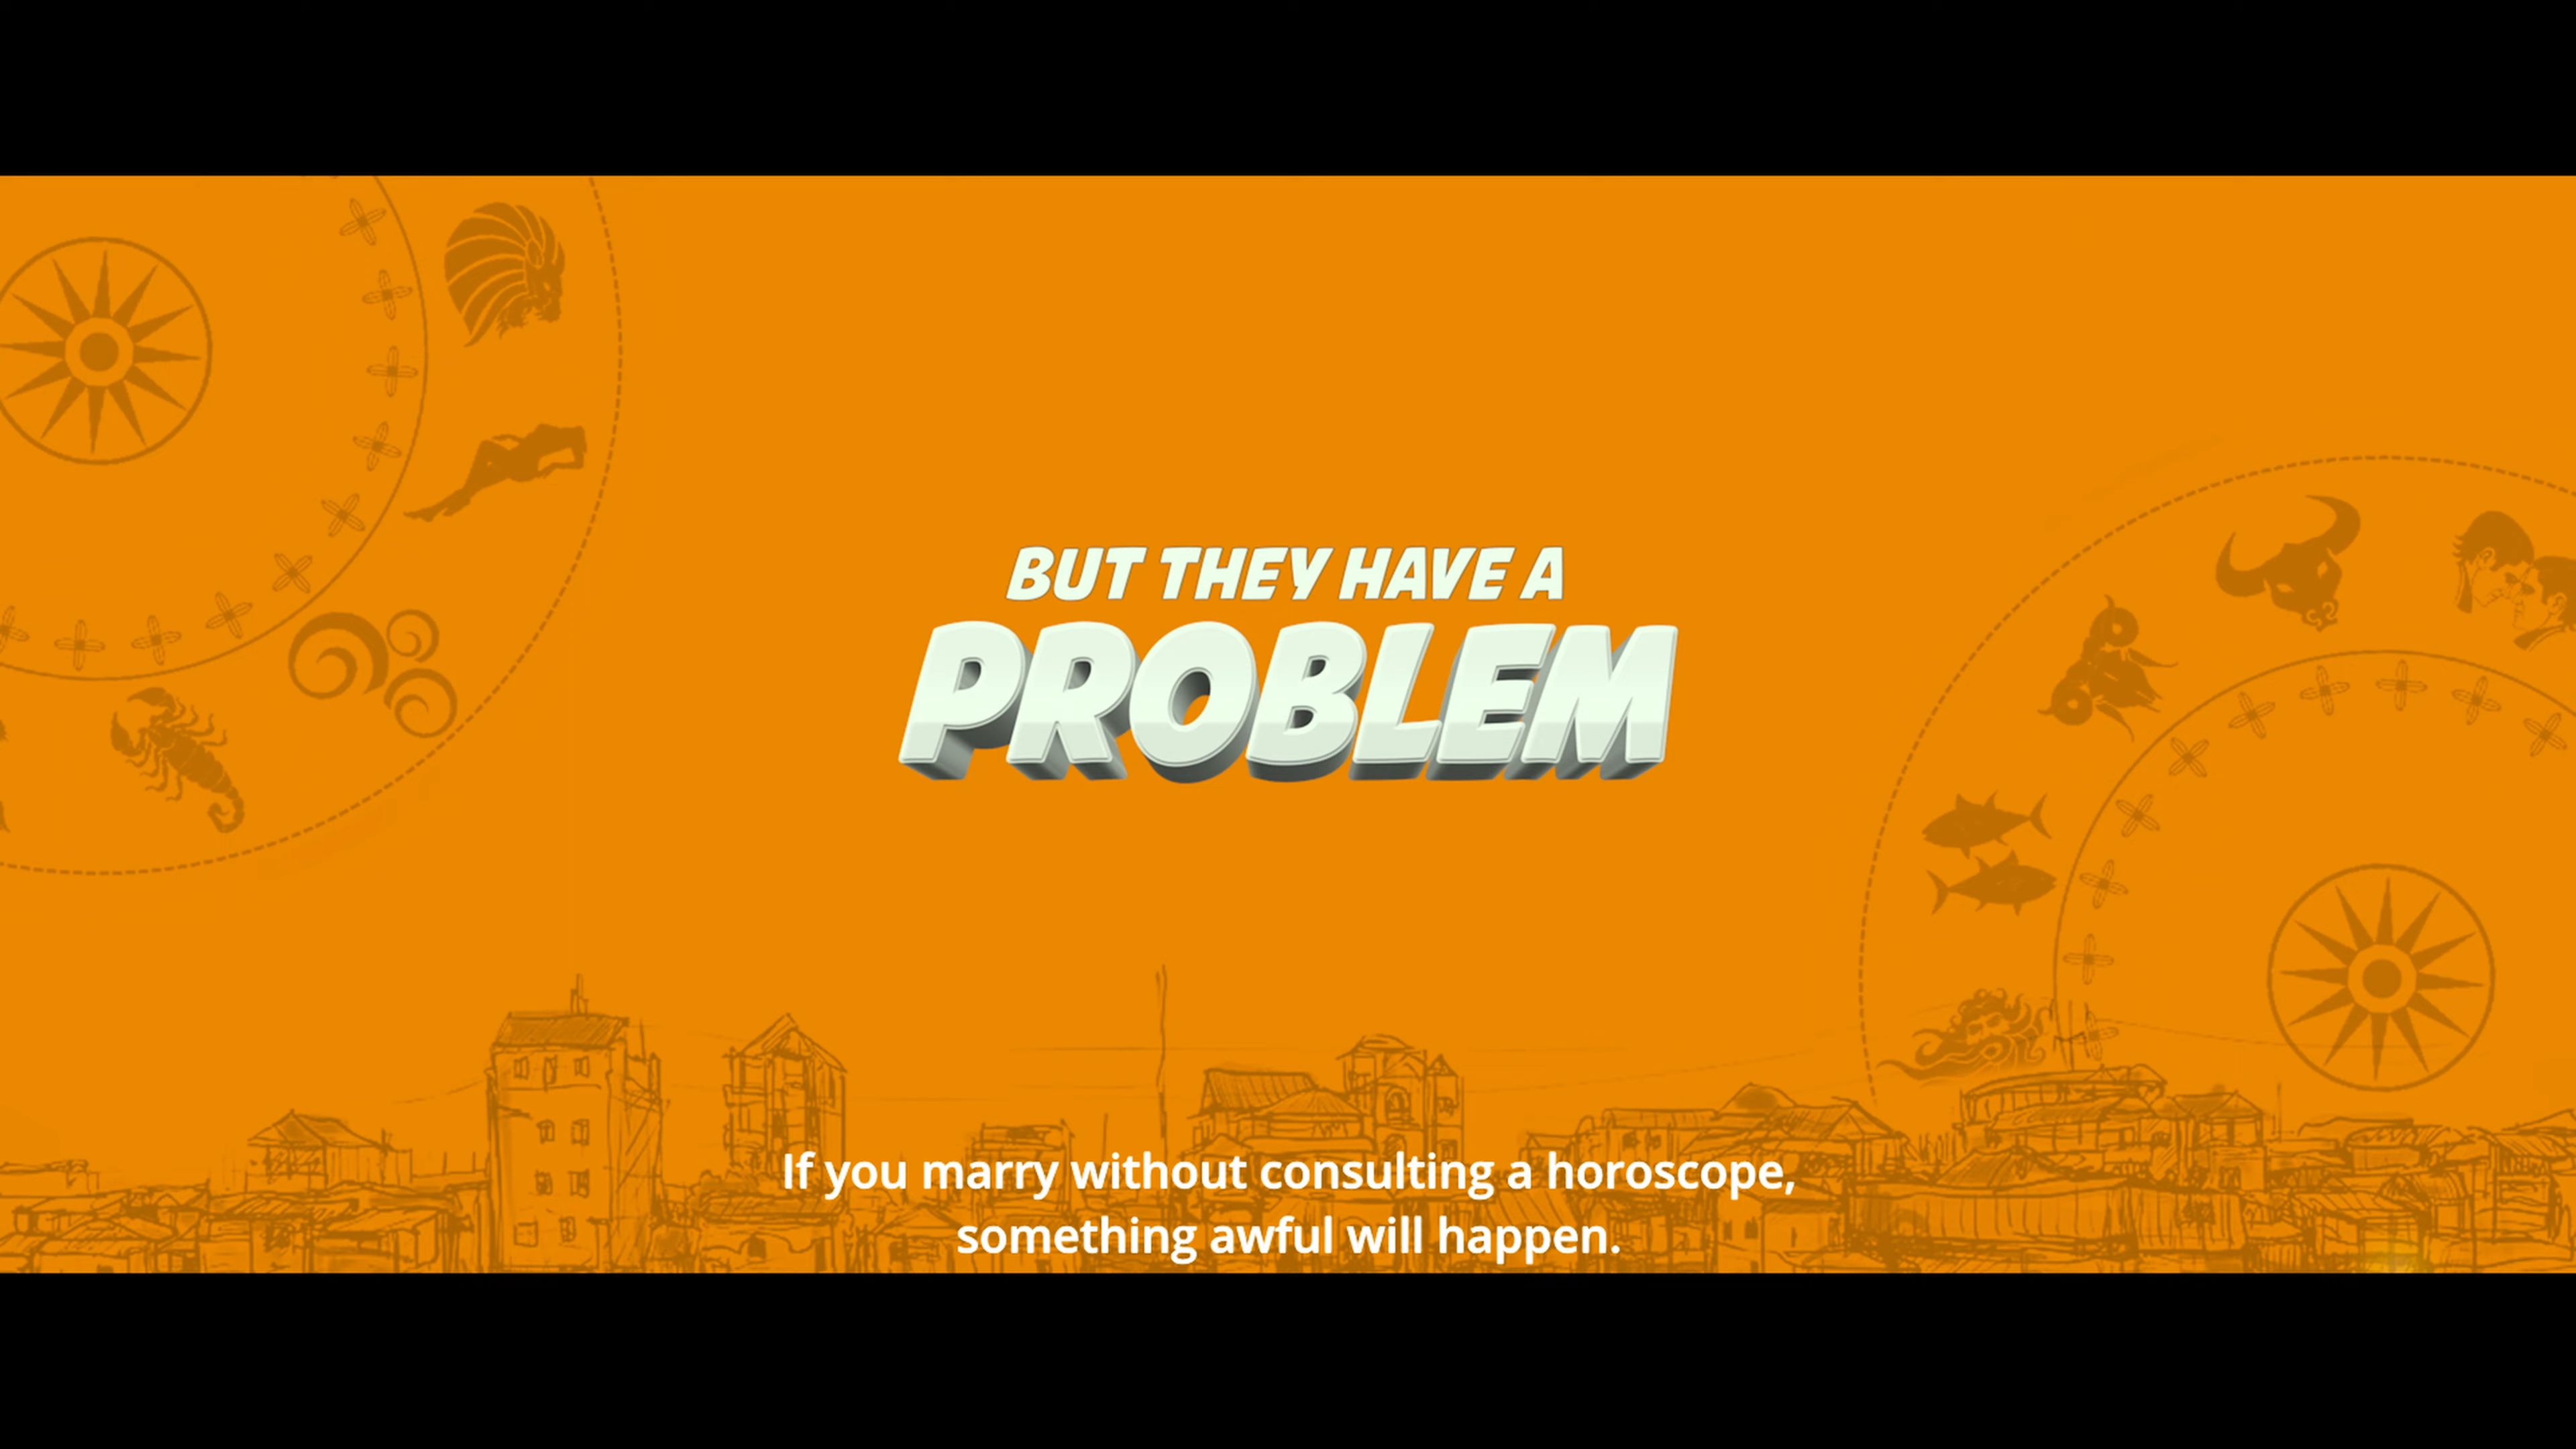 BUT THEY HAVE A
PROBLEM
If you marry without consulting a horoscope,
something awful will happen.